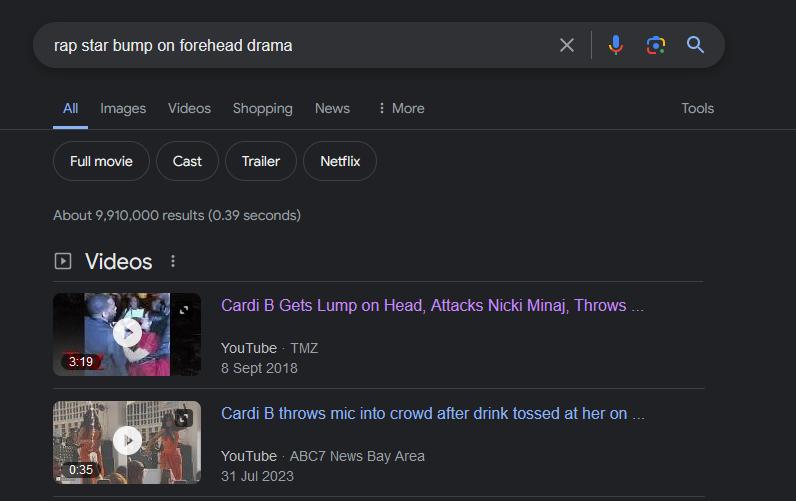 rap star bump on forehead drama
All Images Videos Shopping News More Tools
Full movie Cast Trailer Netflix
About 9,910,000 results (0.39 seconds)
Videos
Cardi B Gets Lump on Head, Attacks Nicki Minaj, Throws ...
YouTube · TMZ
8 Sept 2018
3:19
Cardi B throws mic into crowd after drink tossed at her on ...
YouTube · ABC7 News Bay Area
31 Jul 2023
0:35